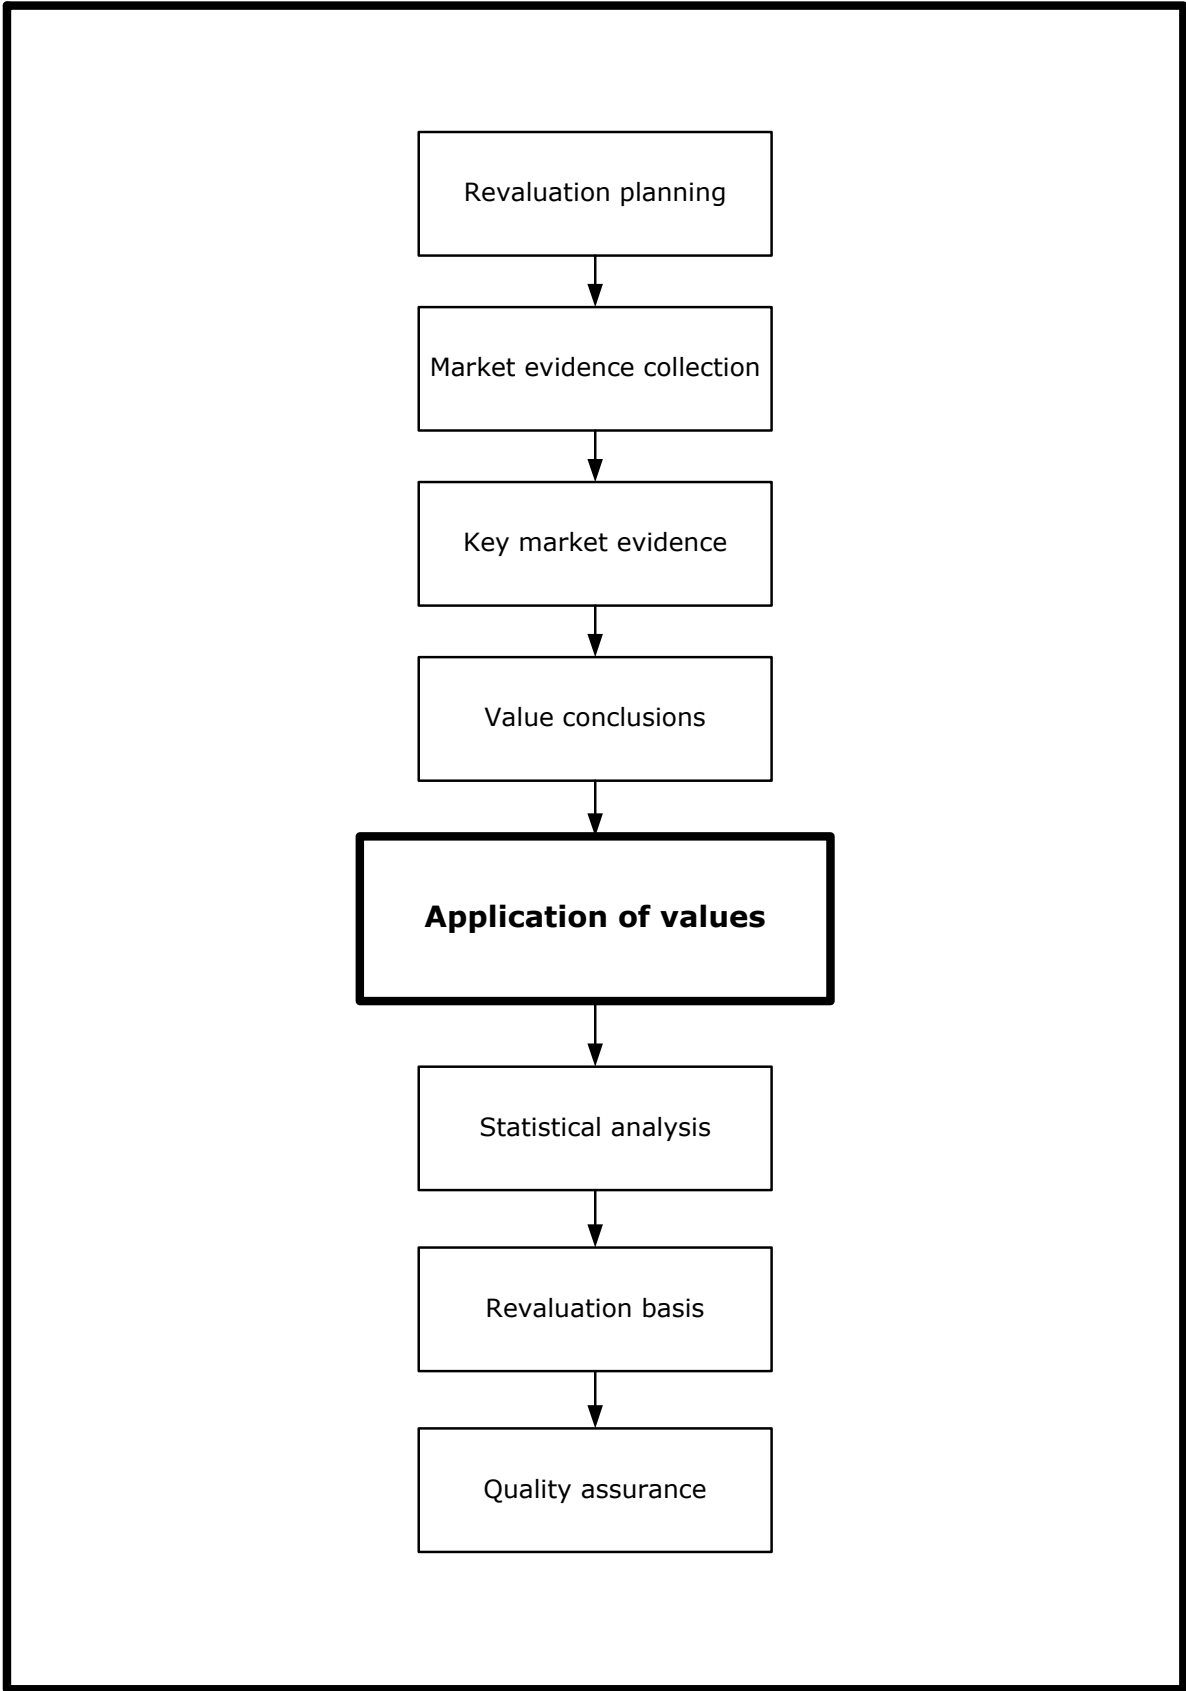 Revaluation planning
Market evidence collection
Key market evidence
Value conclusions
Application of values
Statistical analysis
Revaluation basis
Quality assurance